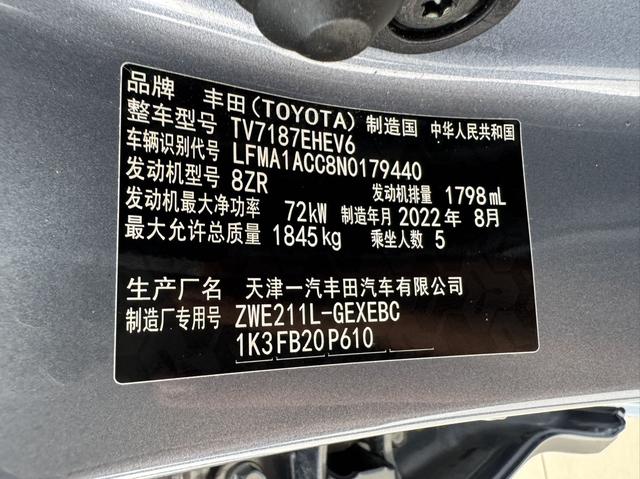 品牌 丰田(TOYOTA) 制造国 中华人民共和国
整车型号 TV7187EHEV6
车辆识别代号 LFMA1ACC8N0179440
发动机型号 8ZR 发动机排量 1798mL
发动机最大净功率 72kW 制造年月 2022年 8月
最大允许总质量 1845kg 乘坐人数 5
生产厂名 天津一汽丰田汽车有限公司
制造厂专用号 ZWE211L-GEXEBC
1K3FB20P610